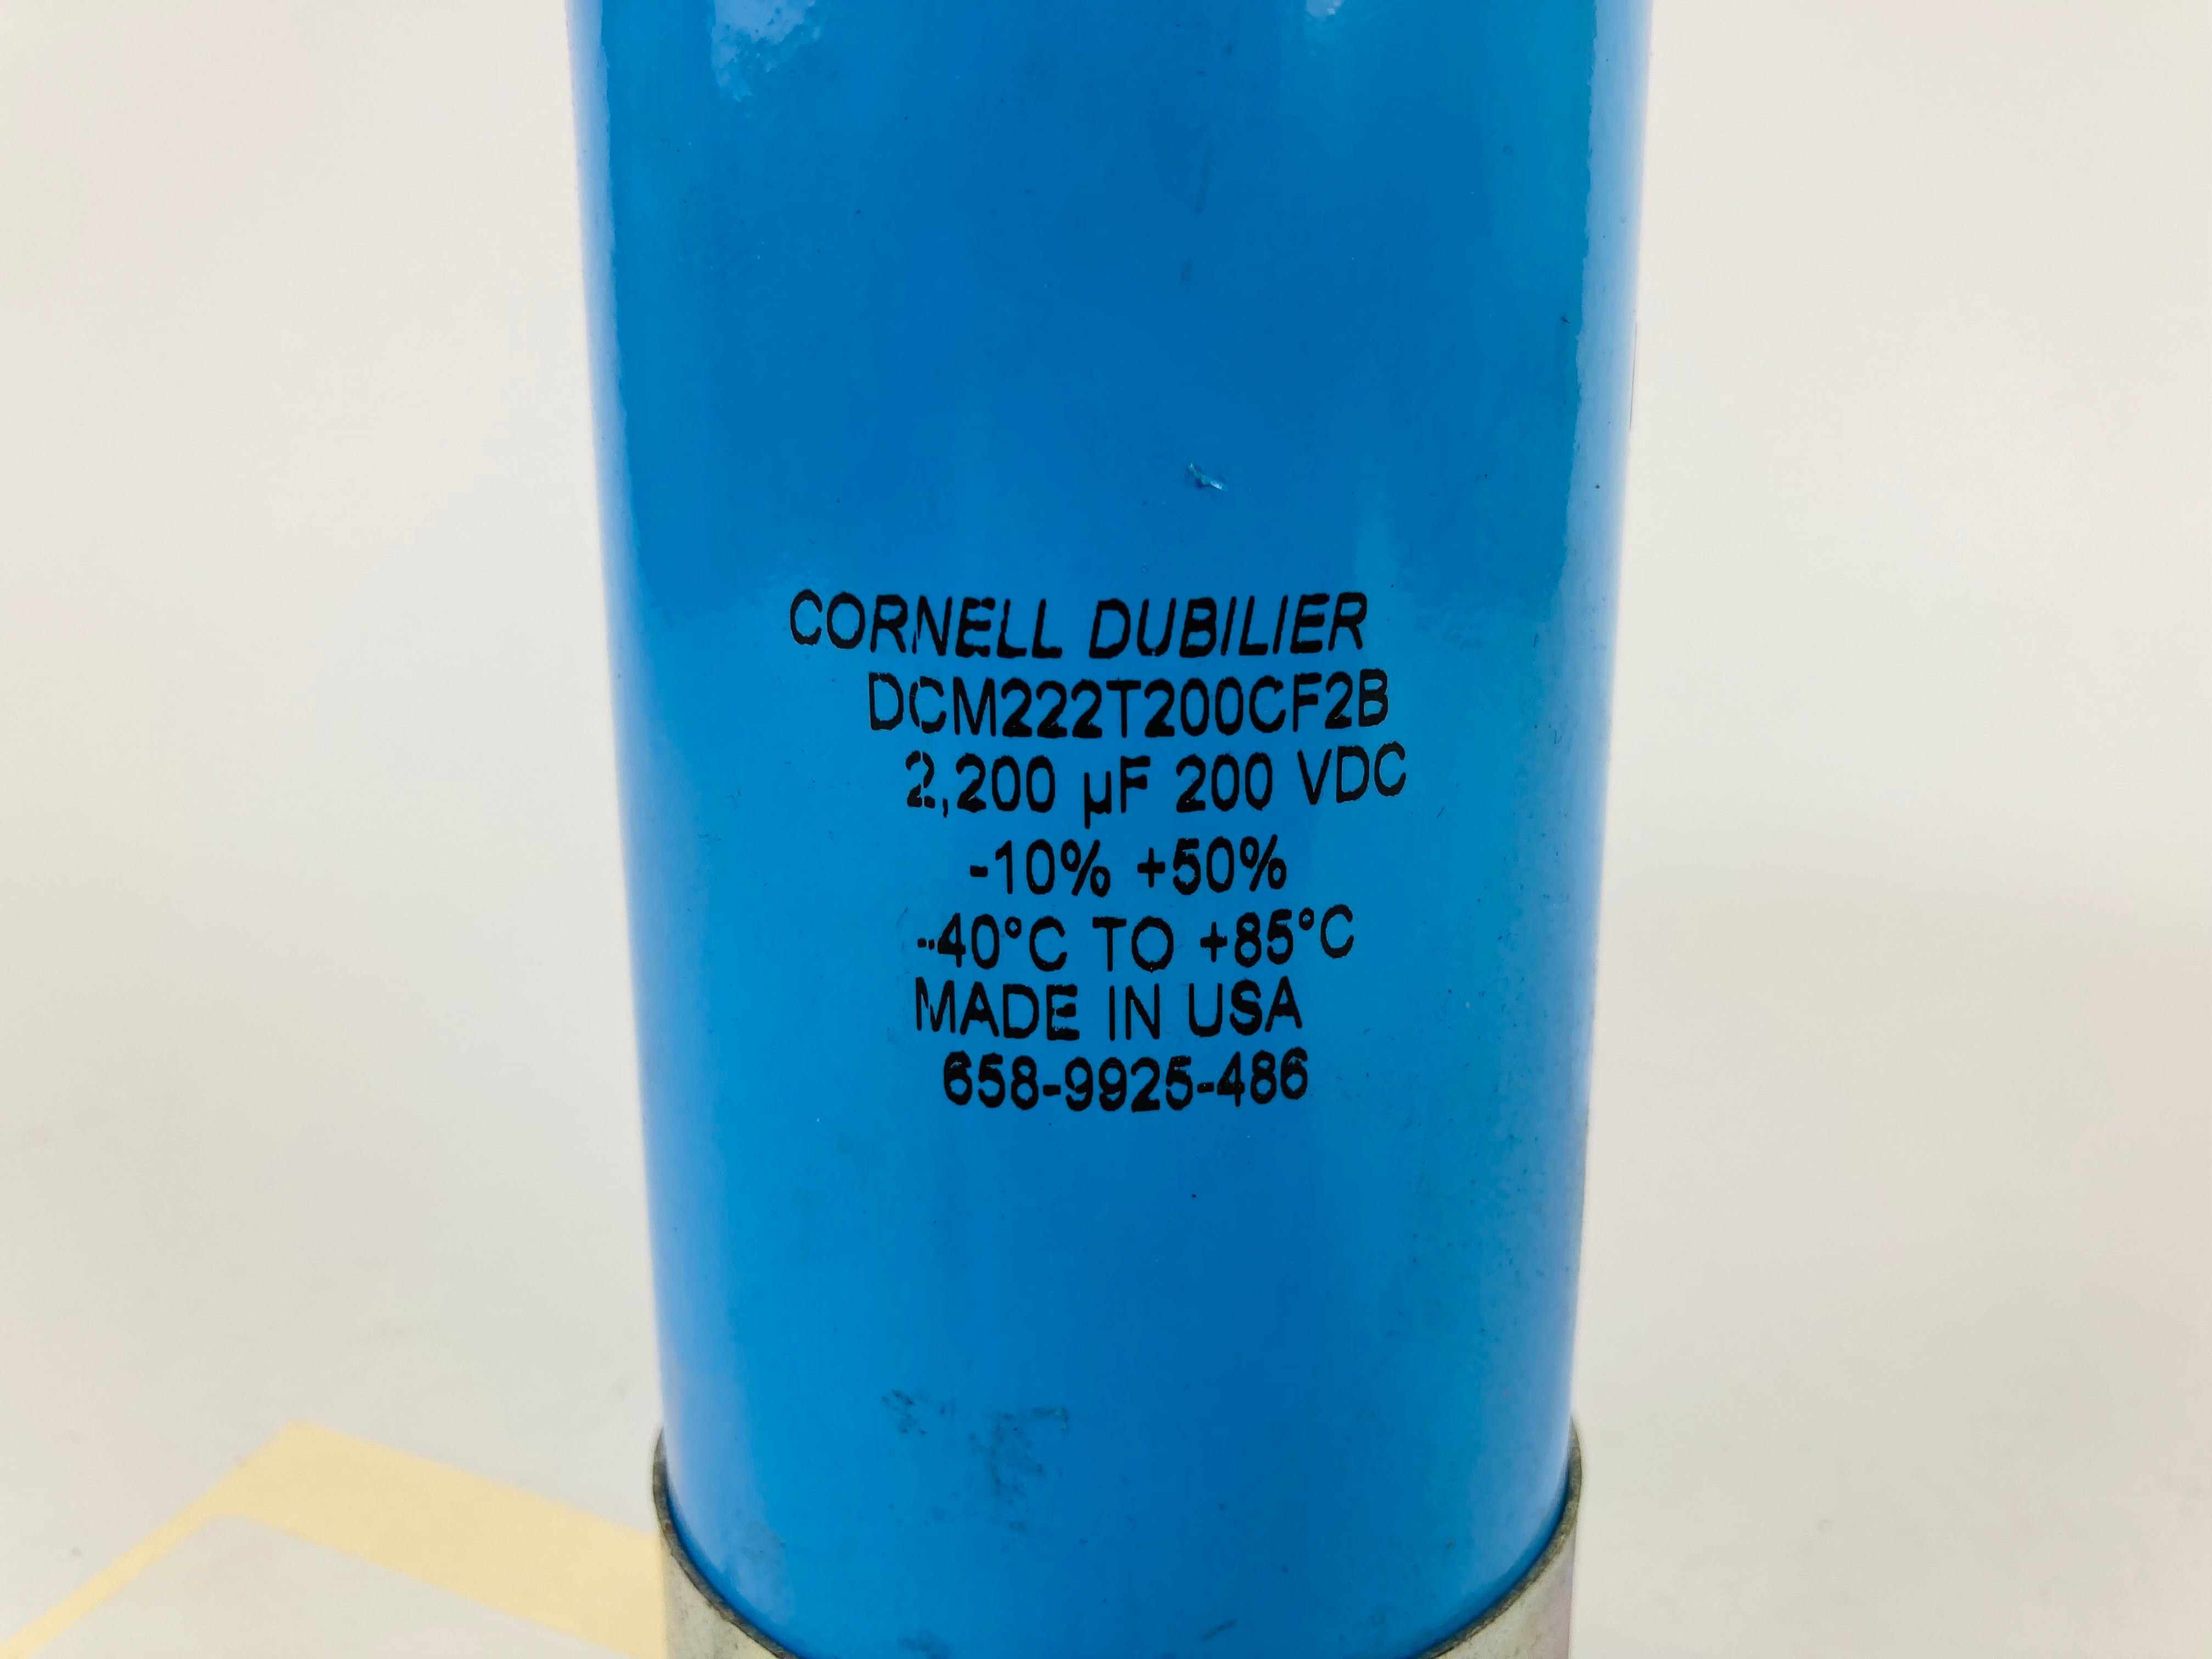 CORNELL DUBILIER
DCM222T200CF2B
2,200 µF 200 VDC
-10% +50%
-40°C TO +85°C
MADE IN USA
658-9925-486